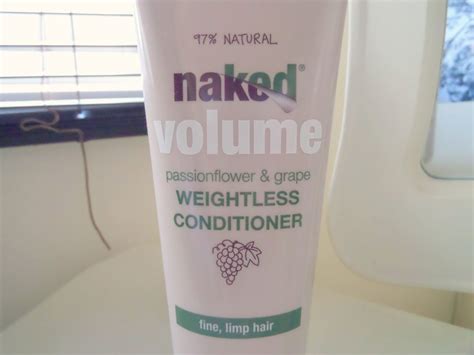 97% NATURAL
naked®
volume
passionflower & grape
WEIGHTLESS
CONDITIONER
fine, limp hair